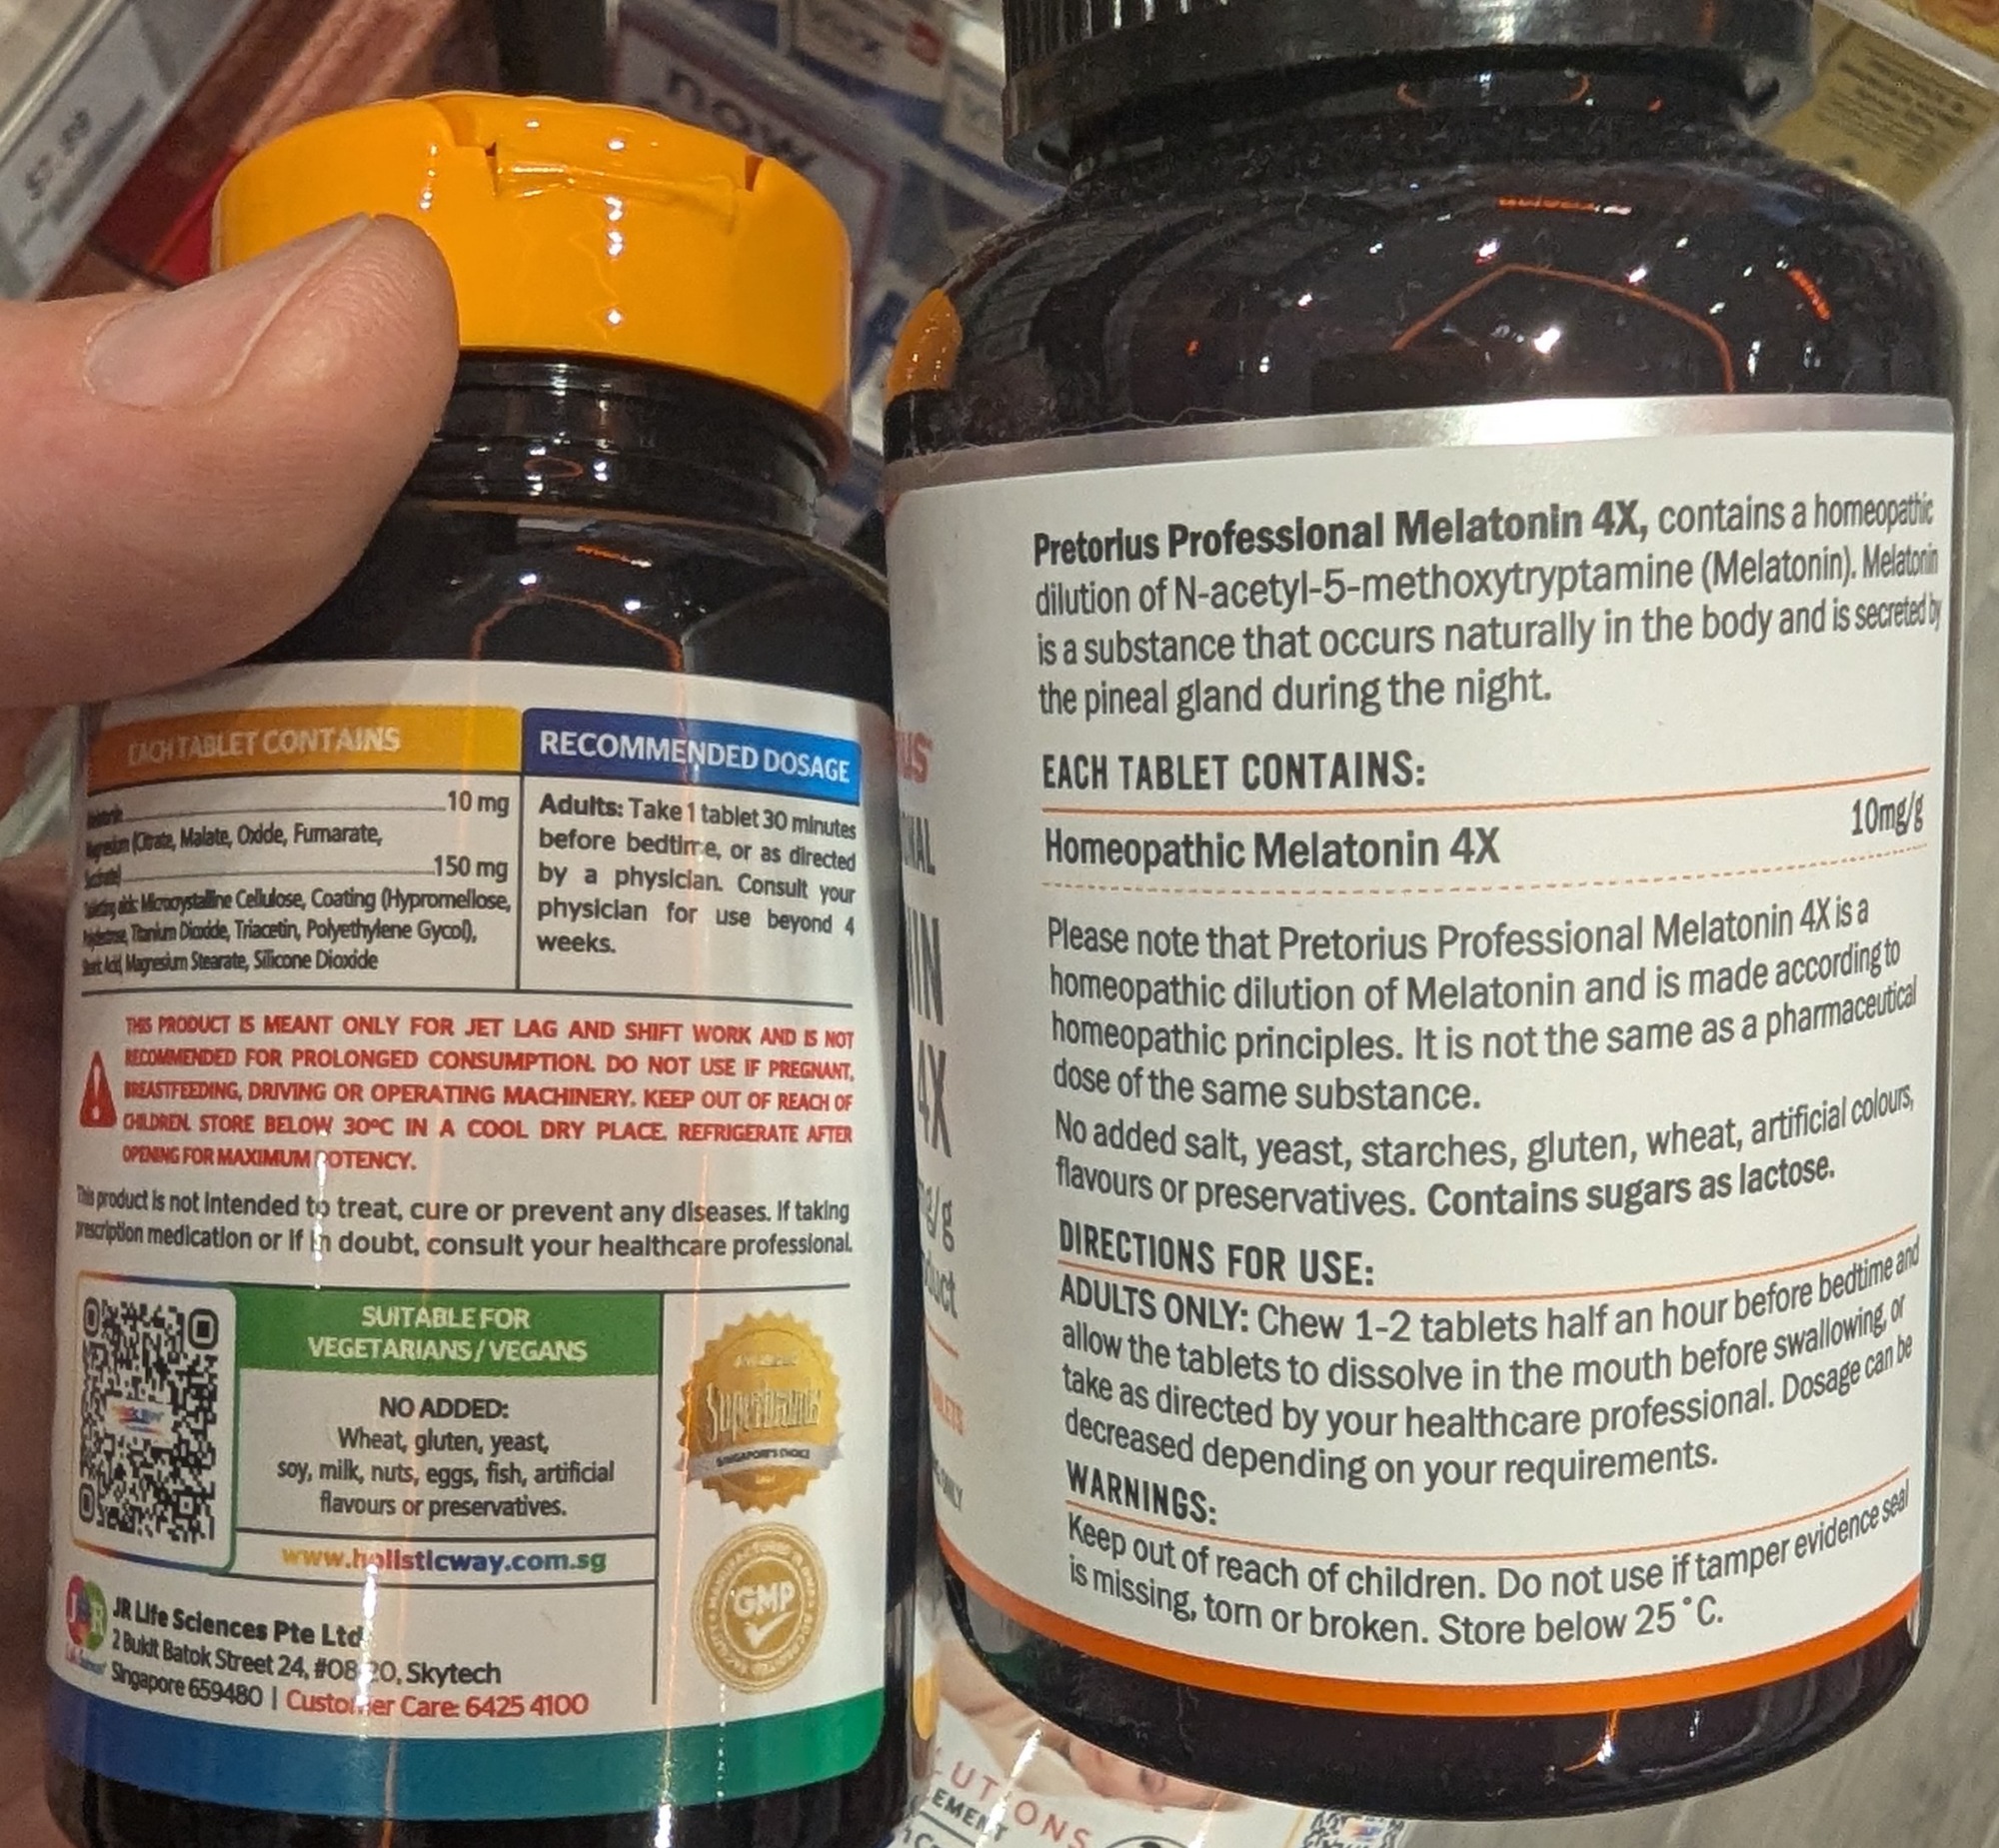 NOW
EACH TABLET CONTAINS
10 mg
(Citrate, Malate, Oxide, Fumarate,
150 mg
Microcrystalline Cellulose, Coating (Hypromellose,
Titanium Dioxide, Triacetin, Polyethylene Gycol),
Acid, Magnesium Stearate, Silicone Dioxide
RECOMMENDED DOSAGE
Adults: Take 1 tablet 30 minutes
before bedtime, or as directed
by a physician. Consult your
physician for use beyond 4
weeks.
THIS PRODUCT IS MEANT ONLY FOR JET LAG AND SHIFT WORK AND IS NOT
RECOMMENDED FOR PROLONGED CONSUMPTION. DO NOT USE IF PREGNANT,
BREASTFEEDING, DRIVING OR OPERATING MACHINERY. KEEP OUT OF REACH OF
CHILDREN. STORE BELOW 30°C IN A COOL DRY PLACE. REFRIGERATE AFTER
OPENING FOR MAXIMUM POTENCY.
This product is not intended to treat, cure or prevent any diseases. If taking
prescription medication or if in doubt, consult your healthcare professional.
SUITABLE FOR
VEGETARIANS / VEGANS
NO ADDED:
Wheat, gluten, yeast,
soy, milk, nuts, eggs, fish, artificial
flavours or preservatives.
www.holisticway.com.sg
Superbrands
SINGAPORE'S CHOICE
GMP
JR Life Sciences Pte Ltd
2 Bukit Batok Street 24, #08-20, Skytech
Singapore 659480 | Customer Care: 6425 4100
Pretorius Professional Melatonin 4X, contains a homeopathic
dilution of N-acetyl-5-methoxytryptamine (Melatonin). Melatonin
is a substance that occurs naturally in the body and is secreted by
the pineal gland during the night.
EACH TABLET CONTAINS:
Homeopathic Melatonin 4X 10mg/g
Please note that Pretorius Professional Melatonin 4X is a
homeopathic dilution of Melatonin and is made according to
homeopathic principles. It is not the same as a pharmaceutical
dose of the same substance.
No added salt, yeast, starches, gluten, wheat, artificial colours,
flavours or preservatives. Contains sugars as lactose.
DIRECTIONS FOR USE:
ADULTS ONLY: Chew 1-2 tablets half an hour before bedtime and
allow the tablets to dissolve in the mouth before swallowing, or
take as directed by your healthcare professional. Dosage can be
decreased depending on your requirements.
WARNINGS:
Keep out of reach of children. Do not use if tamper evidence seal
is missing, torn or broken. Store below 25°C.
4X